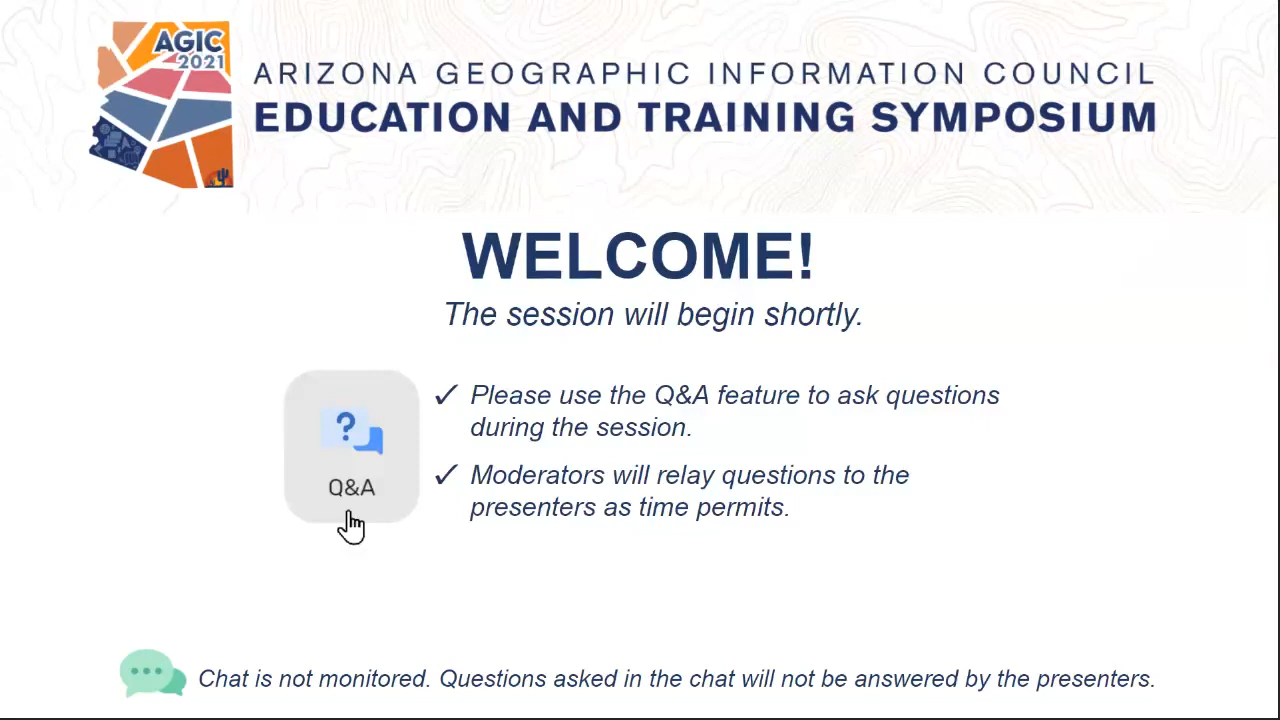 AGIC
2021
ARIZONA GEOGRAPHIC INFORMATION COUNCIL
EDUCATION AND TRAINING SYMPOSIUM
WELCOME!
The session will begin shortly.
?
Q&A
✓ Please use the Q&A feature to ask questions
during the session.
✓ Moderators will relay questions to the
presenters as time permits.
Chat is not monitored. Questions asked in the chat will not be answered by the presenters.